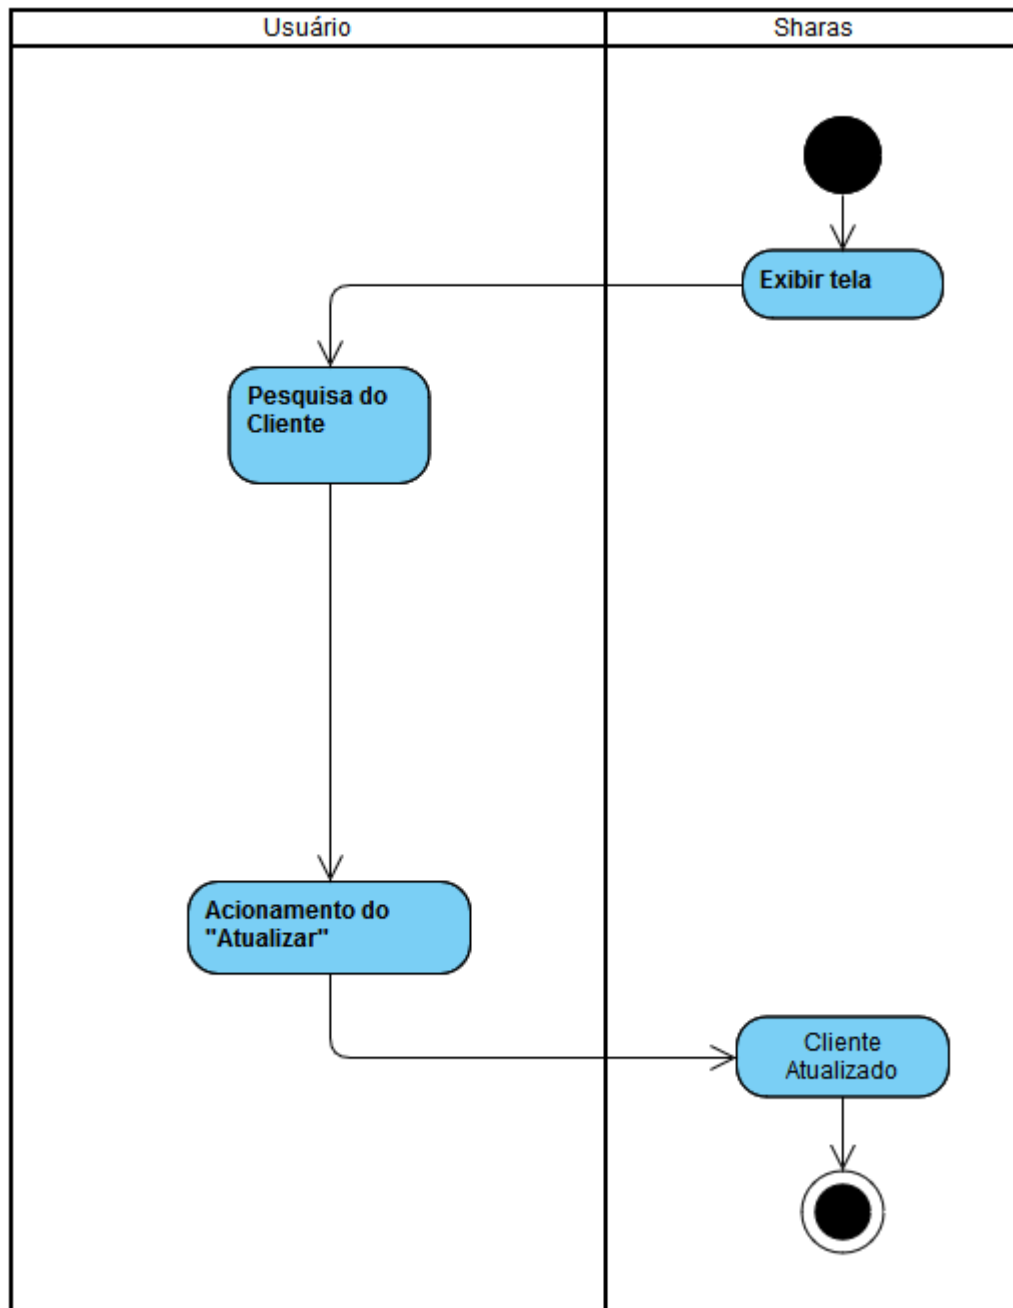 Usuário
Sharas
Exibir tela
Pesquisa do
Cliente
Acionamento do
"Atualizar"
Cliente
Atualizado